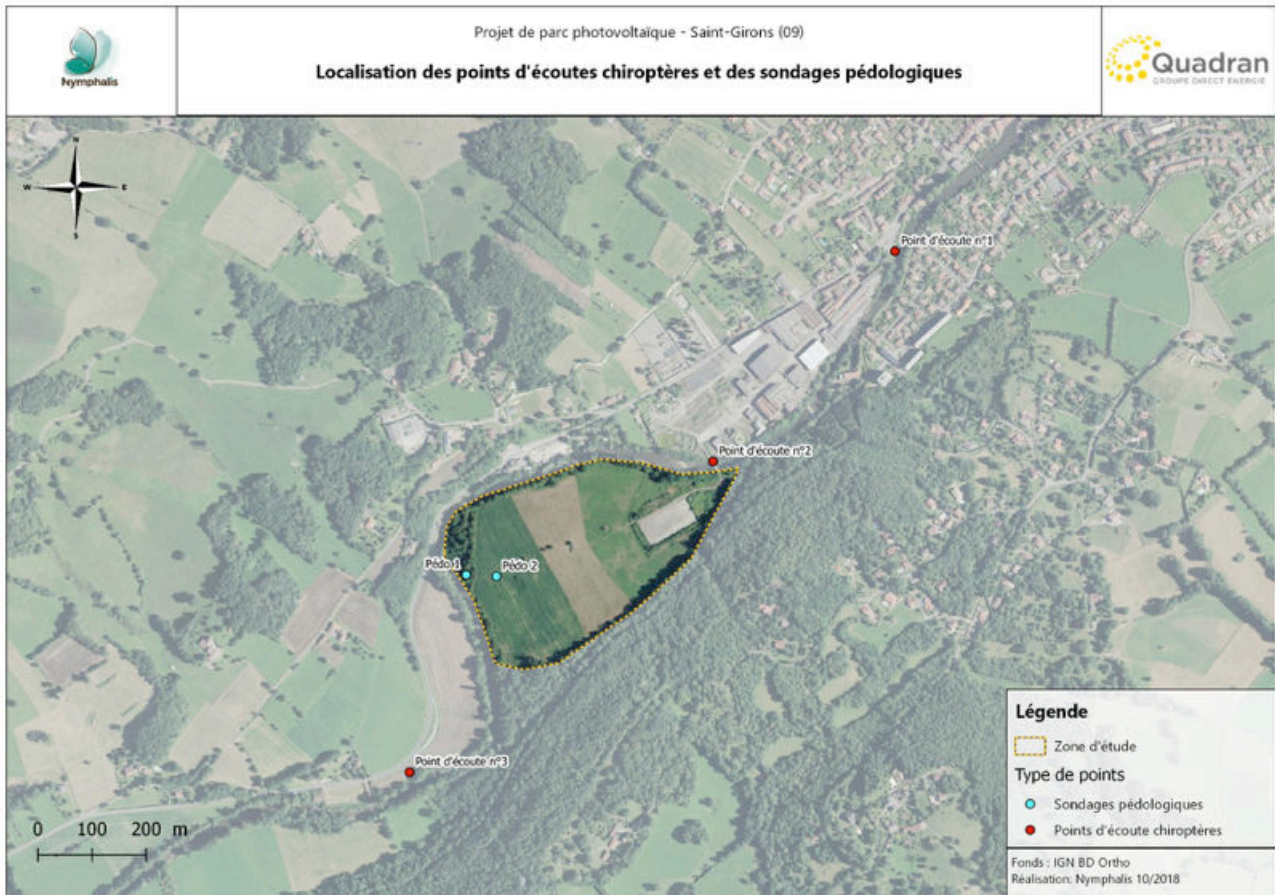 Nymphalis
Projet de parc photovoltaïque - Saint-Girons (09)
Localisation des points d'écoutes chiroptères et des sondages pédologiques
Quadran
GROUPE DIRECT ENERGIE
N
W E
S
Point d'écoute n°1
Point d'écoute n°2
Pédo 1
Pédo 2
Point d'écoute n°3
0 100 200 m
Légende
Zone d'étude
Type de points
Sondages pédologiques
Points d'écoute chiroptères
Fonds : IGN BD Ortho
Réalisation: Nymphalis 10/2018